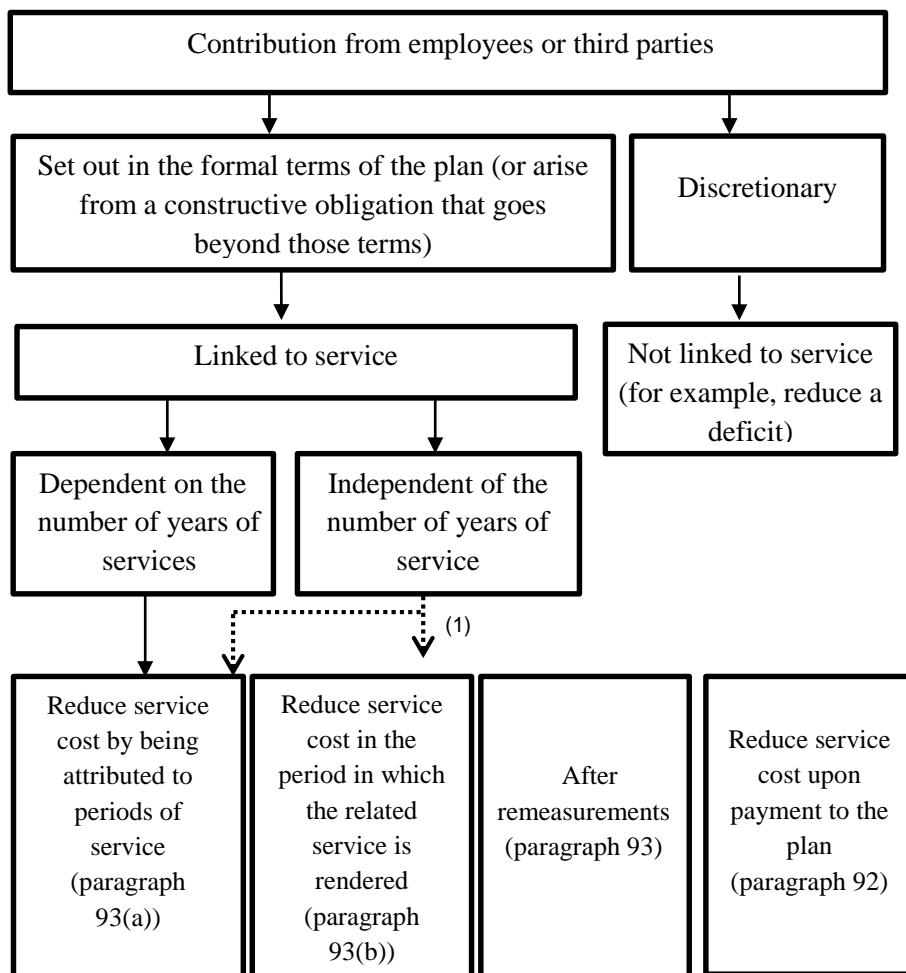 Contribution from employees or third parties
Set out in the formal terms of the plan (or arise
from a constructive obligation that goes
beyond those terms)
Discretionary
Linked to service
Not linked to service
(for example, reduce a
deficit)
Dependent on the
number of years of
services
Independent of the
number of years of
service
(1)
Reduce service
cost by being
attributed to
periods of
service
(paragraph
93(a))
Reduce service
cost in the
period in which
the related
service is
rendered
(paragraph
93(b))
After
remeasurements
(paragraph 93)
Reduce service
cost upon
payment to the
plan
(paragraph 92)